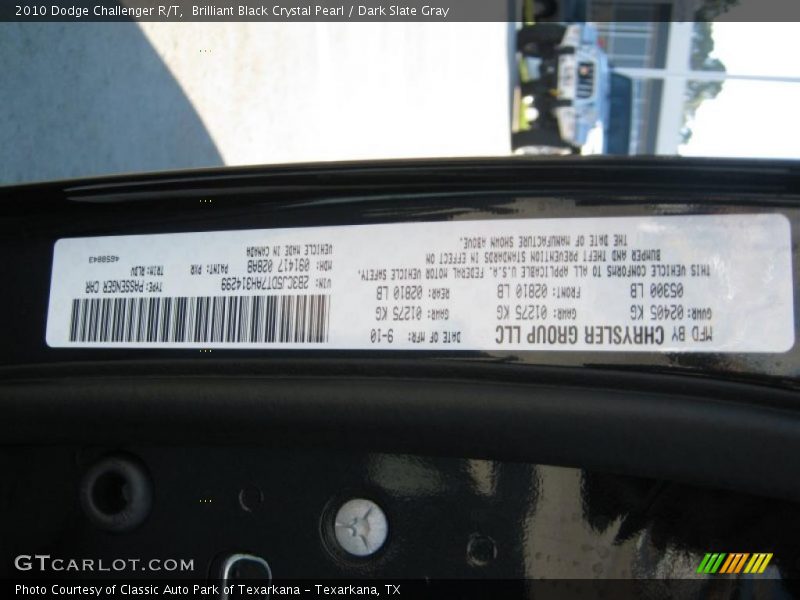 2010 Dodge Challenger R/T,  Brilliant Black Crystal Pearl / Dark Slate Gray
MFD BY CHRYSLER GROUP LLC DATE OF MFR: 9-10
GVWR: 02405 KG GAWR: 01275 KG GAWR: 01275 KG
05300 LB FRONT: 02810 LB REAR: 02810 LB
THIS VEHICLE CONFORMS TO ALL APPLICABLE U.S.A. FEDERAL MOTOR VEHICLE SAFETY,
BUMPER AND THEFT PREVENTION STANDARDS IN EFFECT ON
THE DATE OF MANUFACTURE SHOWN ABOVE.
VIN: 2B3CJ5DT7AH314299 TYPE: PASSENGER CAR
MDH: 091417 028AB PAINT: PXR TRIM: RLDV
VEHICLE MADE IN CANADA 4658843
GTCARLOT.COM
Photo Courtesy of Classic Auto Park of Texarkana – Texarkana, TX